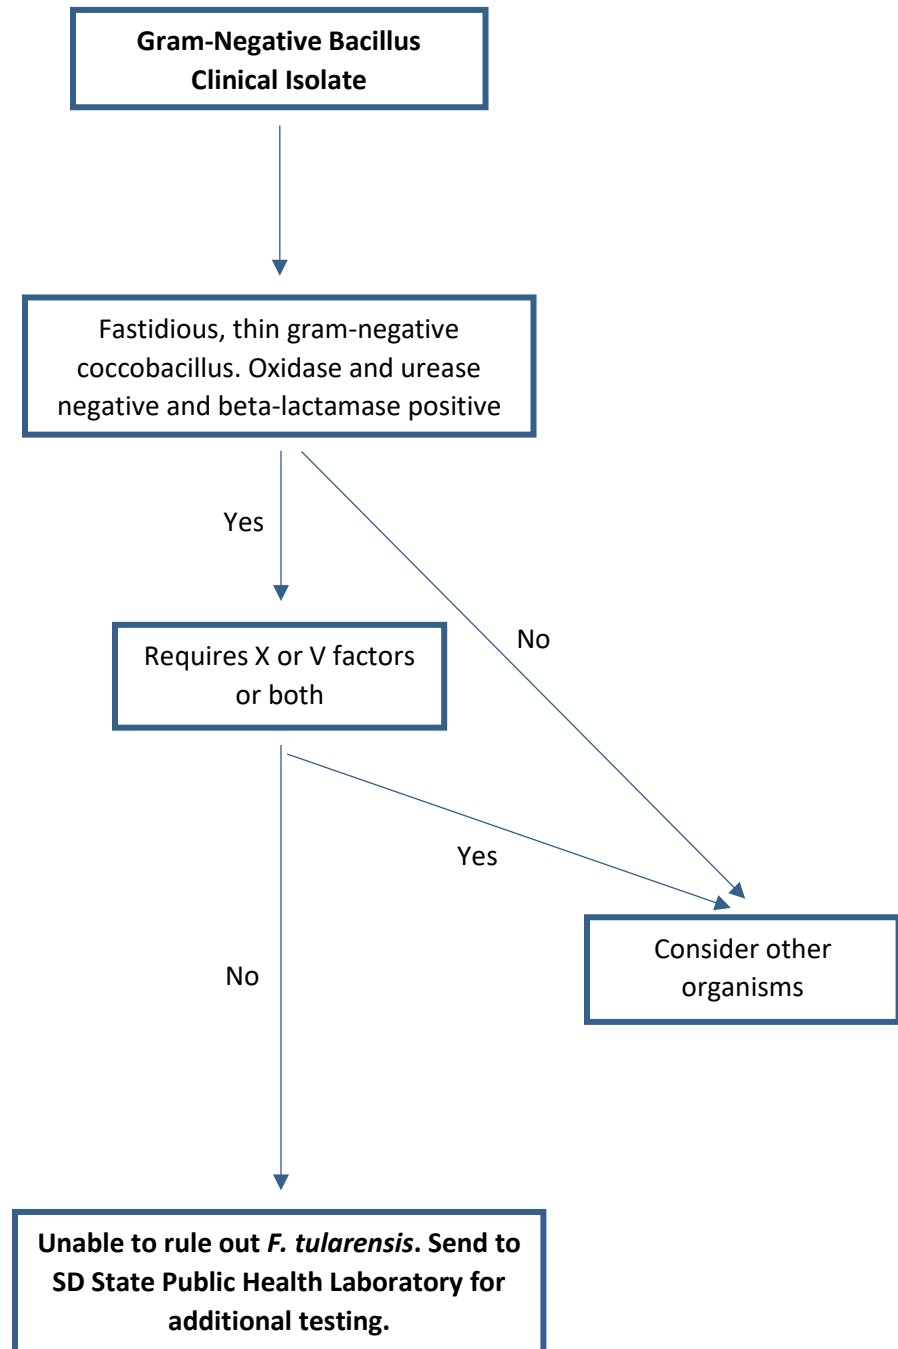 Gram-Negative Bacillus
Clinical Isolate
Fastidious, thin gram-negative
coccobacillus. Oxidase and urease
negative and beta-lactamase positive
Yes
No
Requires X or V factors
or both
Yes
No
Consider other
organisms
Unable to rule out F. tularensis. Send to
SD State Public Health Laboratory for
additional testing.